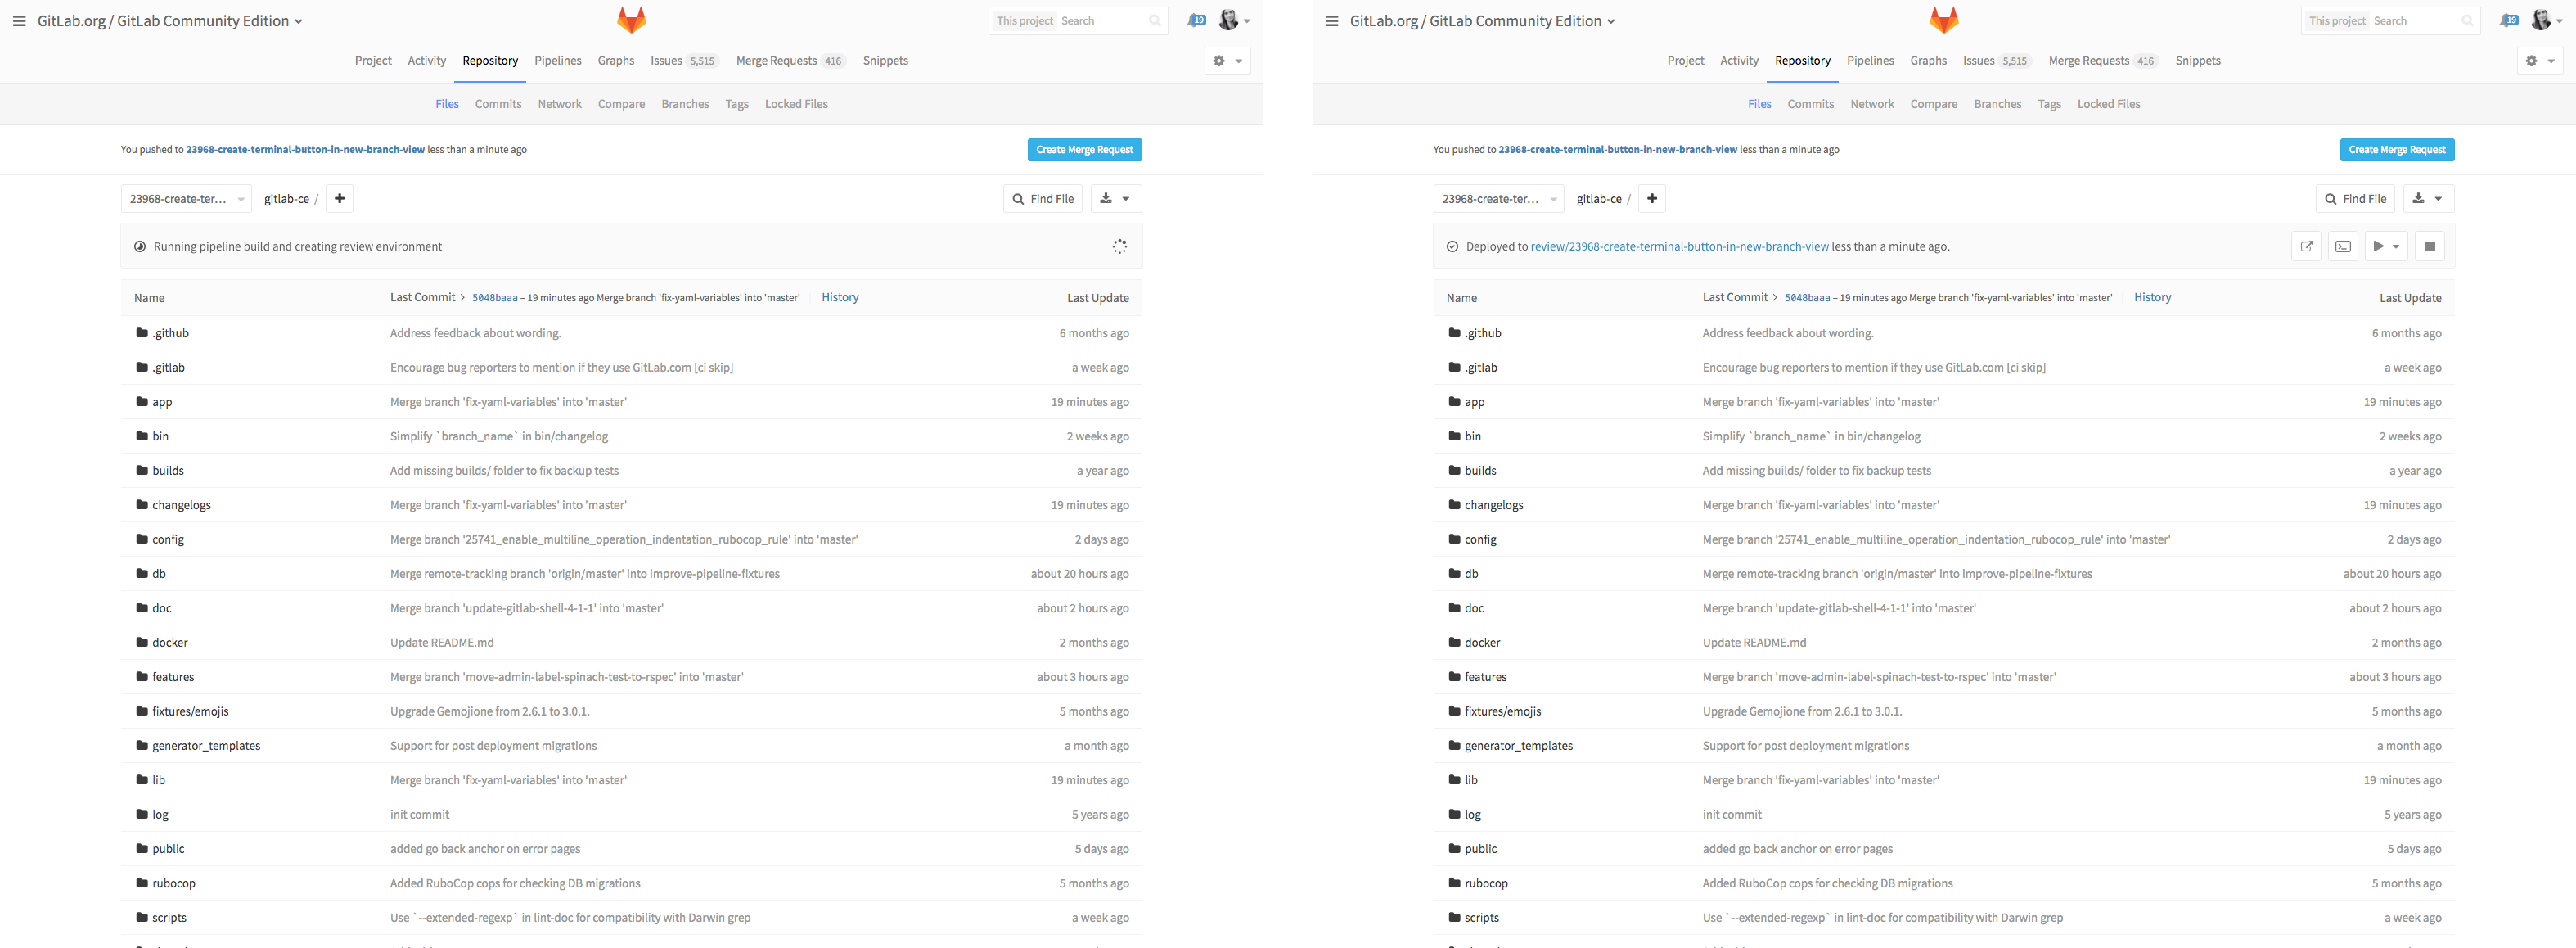 GitLab.org / GitLab Community Edition
This project Search
19
Project Activity Repository Pipelines Graphs Issues 5,515 Merge Requests 416 Snippets
Files Commits Network Compare Branches Tags Locked Files
You pushed to 23968-create-terminal-button-in-new-branch-view less than a minute ago Create Merge Request
23968-create-ter... gitlab-ce / + Find File
Running pipeline build and creating review environment
Name Last Commit > 5048baaa – 19 minutes ago Merge branch 'fix-yaml-variables' into 'master' History Last Update
.github Address feedback about wording. 6 months ago
.gitlab Encourage bug reporters to mention if they use GitLab.com [ci skip] a week ago
app Merge branch 'fix-yaml-variables' into 'master' 19 minutes ago
bin Simplify `branch_name` in bin/changelog 2 weeks ago
builds Add missing builds/ folder to fix backup tests a year ago
changelogs Merge branch 'fix-yaml-variables' into 'master' 19 minutes ago
config Merge branch '25741_enable_multiline_operation_indentation_rubocop_rule' into 'master' 2 days ago
db Merge remote-tracking branch 'origin/master' into improve-pipeline-fixtures about 20 hours ago
doc Merge branch 'update-gitlab-shell-4-1-1' into 'master' about 2 hours ago
docker Update README.md 2 months ago
features Merge branch 'move-admin-label-spinach-test-to-rspec' into 'master' about 3 hours ago
fixtures/emojis Upgrade Gemojione from 2.6.1 to 3.0.1. 5 months ago
generator_templates Support for post deployment migrations a month ago
lib Merge branch 'fix-yaml-variables' into 'master' 19 minutes ago
log init commit 5 years ago
public added go back anchor on error pages 5 days ago
rubocop Added RuboCop cops for checking DB migrations 5 months ago
scripts Use `--extended-regexp` in lint-doc for compatibility with Darwin grep a week ago
GitLab.org / GitLab Community Edition
This project Search
19
Project Activity Repository Pipelines Graphs Issues 5,515 Merge Requests 416 Snippets
Files Commits Network Compare Branches Tags Locked Files
You pushed to 23968-create-terminal-button-in-new-branch-view less than a minute ago Create Merge Request
23968-create-ter... gitlab-ce / + Find File
Deployed to review/23968-create-terminal-button-in-new-branch-view less than a minute ago.
Name Last Commit > 5048baaa – 19 minutes ago Merge branch 'fix-yaml-variables' into 'master' History Last Update
.github Address feedback about wording. 6 months ago
.gitlab Encourage bug reporters to mention if they use GitLab.com [ci skip] a week ago
app Merge branch 'fix-yaml-variables' into 'master' 19 minutes ago
bin Simplify `branch_name` in bin/changelog 2 weeks ago
builds Add missing builds/ folder to fix backup tests a year ago
changelogs Merge branch 'fix-yaml-variables' into 'master' 19 minutes ago
config Merge branch '25741_enable_multiline_operation_indentation_rubocop_rule' into 'master' 2 days ago
db Merge remote-tracking branch 'origin/master' into improve-pipeline-fixtures about 20 hours ago
doc Merge branch 'update-gitlab-shell-4-1-1' into 'master' about 2 hours ago
docker Update README.md 2 months ago
features Merge branch 'move-admin-label-spinach-test-to-rspec' into 'master' about 3 hours ago
fixtures/emojis Upgrade Gemojione from 2.6.1 to 3.0.1. 5 months ago
generator_templates Support for post deployment migrations a month ago
lib Merge branch 'fix-yaml-variables' into 'master' 19 minutes ago
log init commit 5 years ago
public added go back anchor on error pages 5 days ago
rubocop Added RuboCop cops for checking DB migrations 5 months ago
scripts Use `--extended-regexp` in lint-doc for compatibility with Darwin grep a week ago